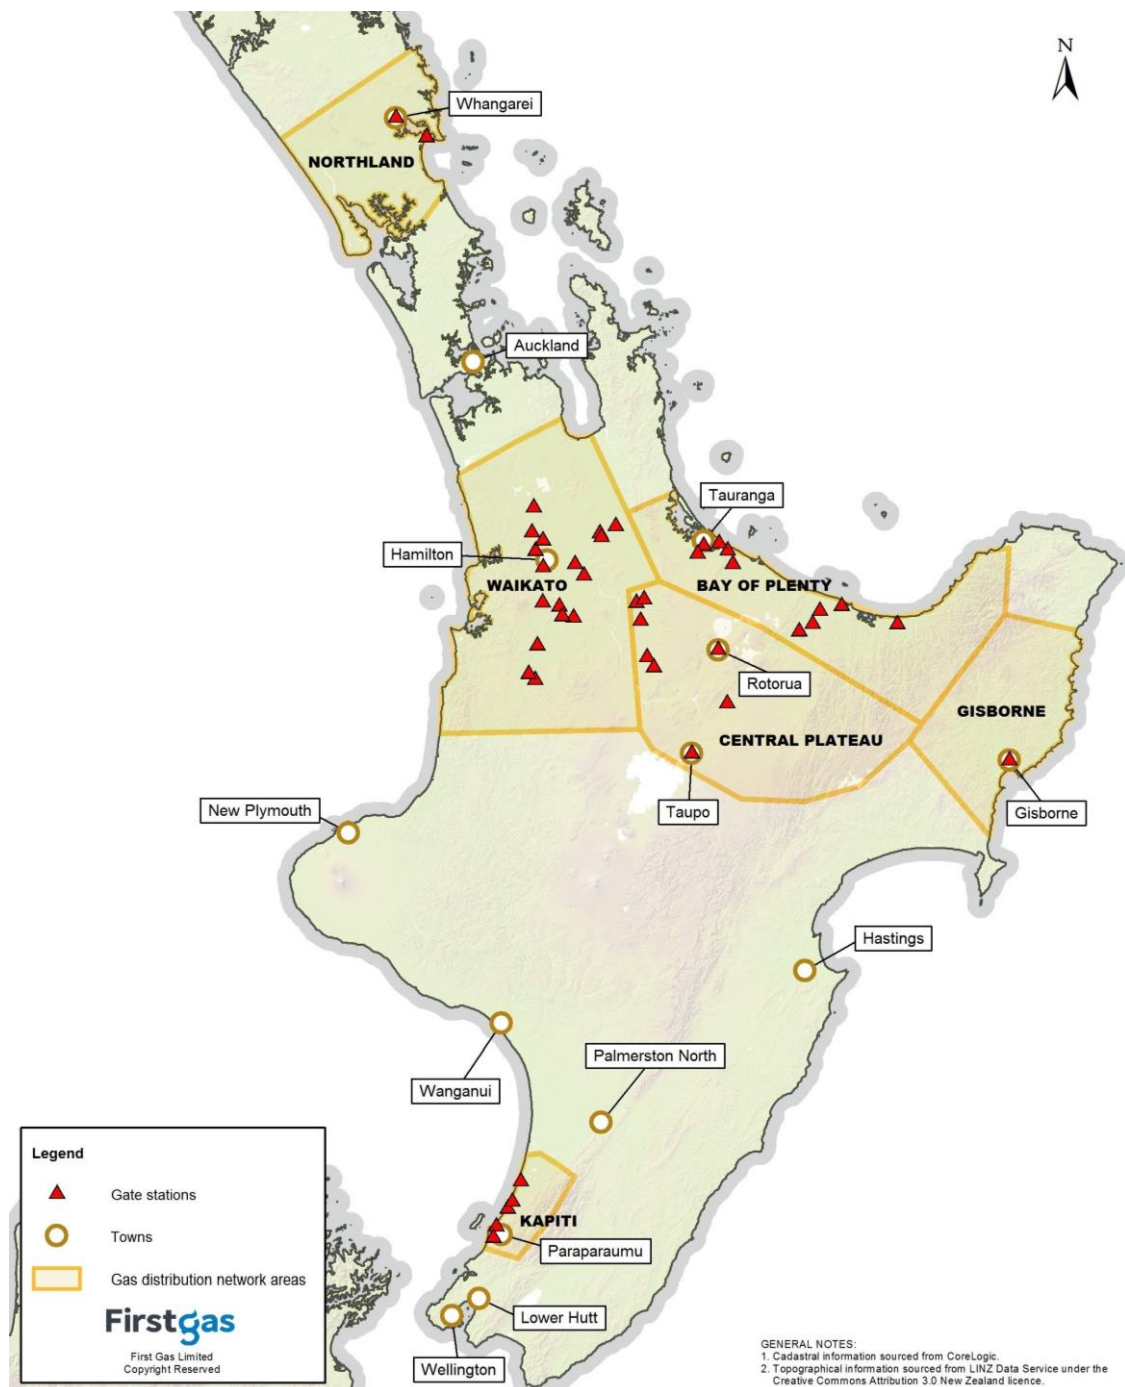 N
Whangarei
NORTHLAND
Auckland
Tauranga
Hamilton
WAIKATO
BAY OF PLENTY
Rotorua
GISBORNE
CENTRAL PLATEAU
New Plymouth
Taupo
Gisborne
Hastings
Palmerston North
Wanganui
KAPITI
Paraparaumu
Lower Hutt
Wellington
Legend
Gate stations
Towns
Gas distribution network areas
Firstgas
First Gas Limited
Copyright Reserved
GENERAL NOTES:
1. Cadastral information sourced from CoreLogic.
2. Topographical information sourced from LINZ Data Service under the
Creative Commons Attribution 3.0 New Zealand licence.